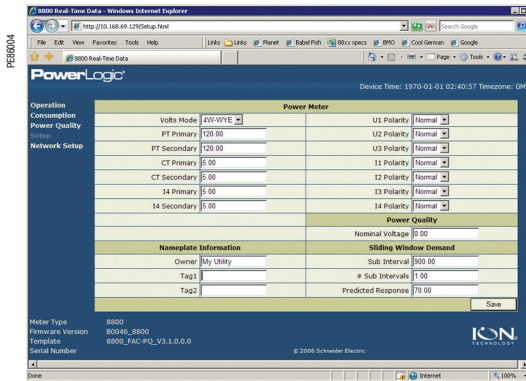 PE86004
8800 Real-Time Data - Windows Internet Explorer
http://10.168.69.129/Setup.html
Search Google
File Edit View Favorites Tools Help
Links Links Planet Babel Fish 88xx specs BMO Cool German Google
8800 Real-Time Data
Page Tools
PowerLogic
Device Time: 1970-01-01 02:40:57 Timezone: GM
Operation
Consumption
Power Quality
Setup
Network Setup
Power Meter
Volts Mode 4W-WYE U1 Polarity Normal
PT Primary 120.00 U2 Polarity Normal
PT Secondary 120.00 U3 Polarity Normal
CT Primary 5.00 I1 Polarity Normal
CT Secondary 5.00 I2 Polarity Normal
I4 Primary 5.00 I3 Polarity Normal
I4 Secondary 5.00 I4 Polarity Normal
Power Quality
Nominal Voltage 0.00
Nameplate Information Sliding Window Demand
Owner My Utility Sub Interval 900.00
Tag1 # Sub Intervals 1.00
Tag2 Predicted Response 70.00
Save
Meter Type 8800
Firmware Version B0046_8800
Template 8800_FAC-PQ_V3.1.0.0.0
Serial Number
© 2006 Schneider Electric
ION
TECHNOLOGY
Done
Internet
100%